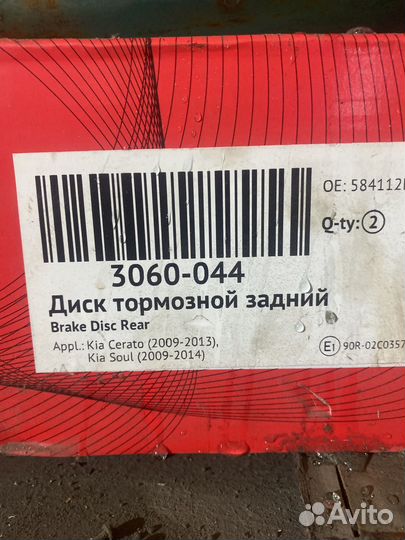 OE: 584112
Q-ty: 2
3060-044
Диск тормозной задний
Brake Disc Rear
Appl.: Kia Cerato (2009-2013),
Kia Soul (2009-2014)
E1 90R-02C0357
Avito